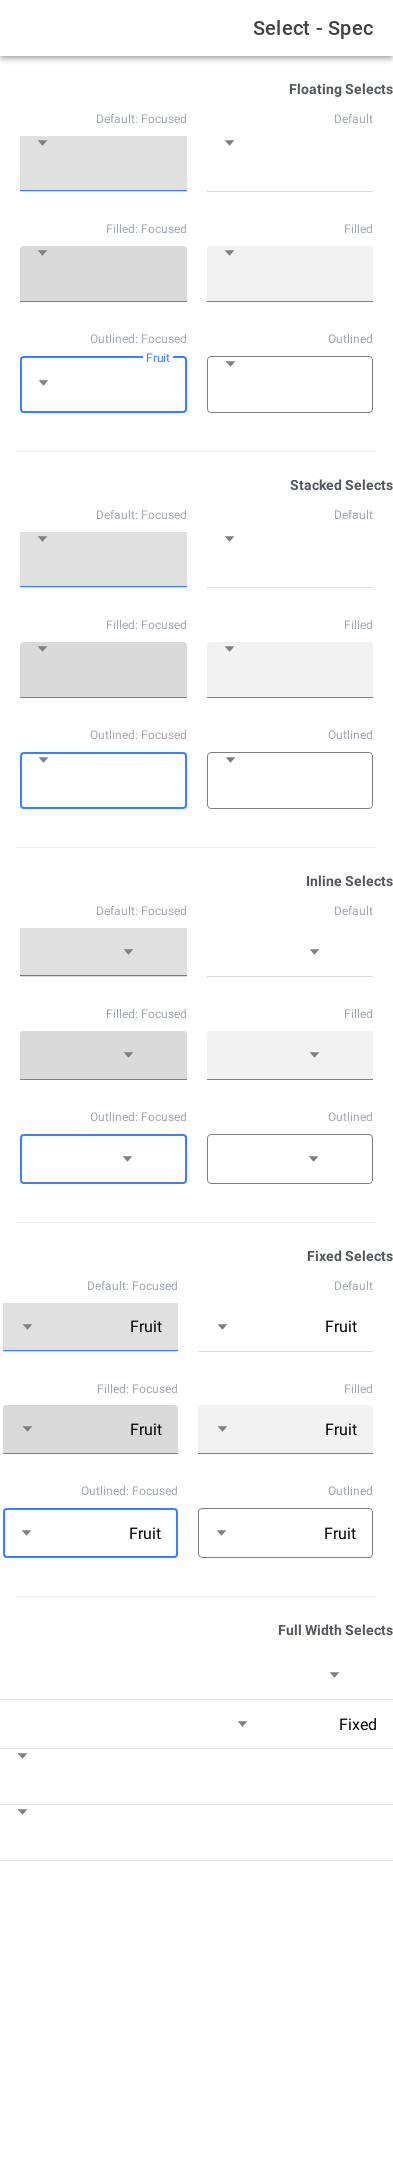 Select - Spec
Floating Selects
Default
Default: Focused
Filled
Filled: Focused
Outlined
Outlined: Focused
Fruit
Stacked Selects
Default
Default: Focused
Filled
Filled: Focused
Outlined
Outlined: Focused
Inline Selects
Default
Default: Focused
Filled
Filled: Focused
Outlined
Outlined: Focused
Fixed Selects
Default
Default: Focused
Fruit
Fruit
Filled
Filled: Focused
Fruit
Fruit
Outlined
Outlined: Focused
Fruit
Fruit
Full Width Selects
Fixed